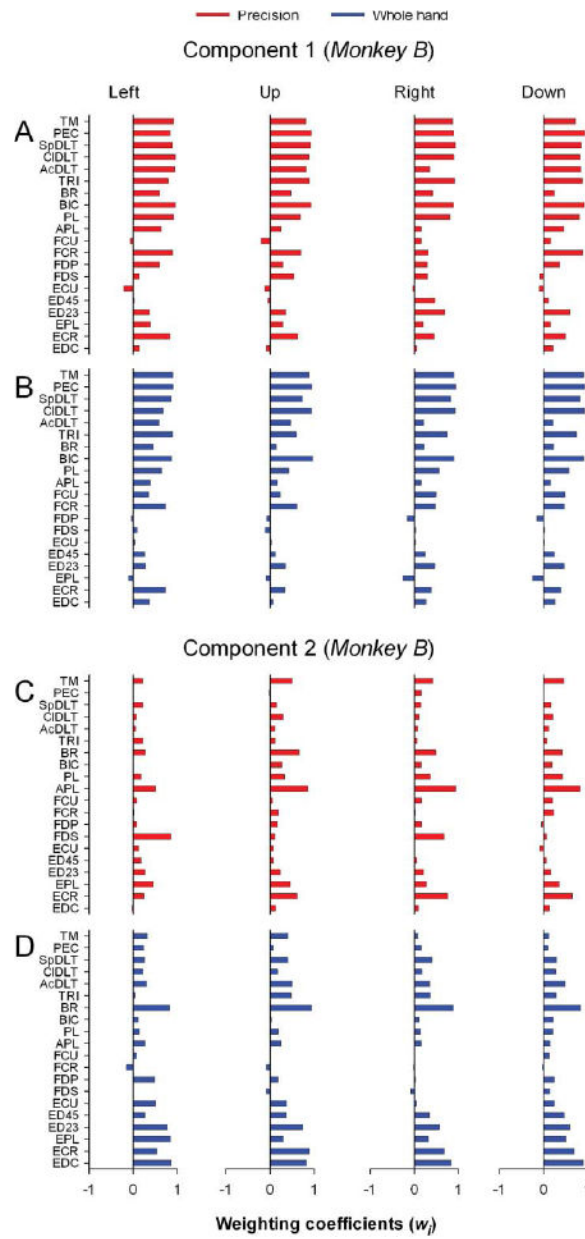 Precision Whole hand
Component 1 (Monkey B)
Left Up Right Down
A
TM
PEC
SpDLT
ClDLT
AcDLT
TRI
BR
BIC
PL
APL
FCU
FCR
FDP
FDS
ECU
ED45
ED23
EPL
ECR
EDC
B
TM
PEC
SpDLT
ClDLT
AcDLT
TRI
BR
BIC
PL
APL
FCU
FCR
FDP
FDS
ECU
ED45
ED23
EPL
ECR
EDC
Component 2 (Monkey B)
C
TM
PEC
SpDLT
ClDLT
AcDLT
TRI
BR
BIC
PL
APL
FCU
FCR
FDP
FDS
ECU
ED45
ED23
EPL
ECR
EDC
D
TM
PEC
SpDLT
ClDLT
AcDLT
TRI
BR
BIC
PL
APL
FCU
FCR
FDP
FDS
ECU
ED45
ED23
EPL
ECR
EDC
-1 0 1 -1 0 1 -1 0 1 -1 0
Weighting coefficients (wi)